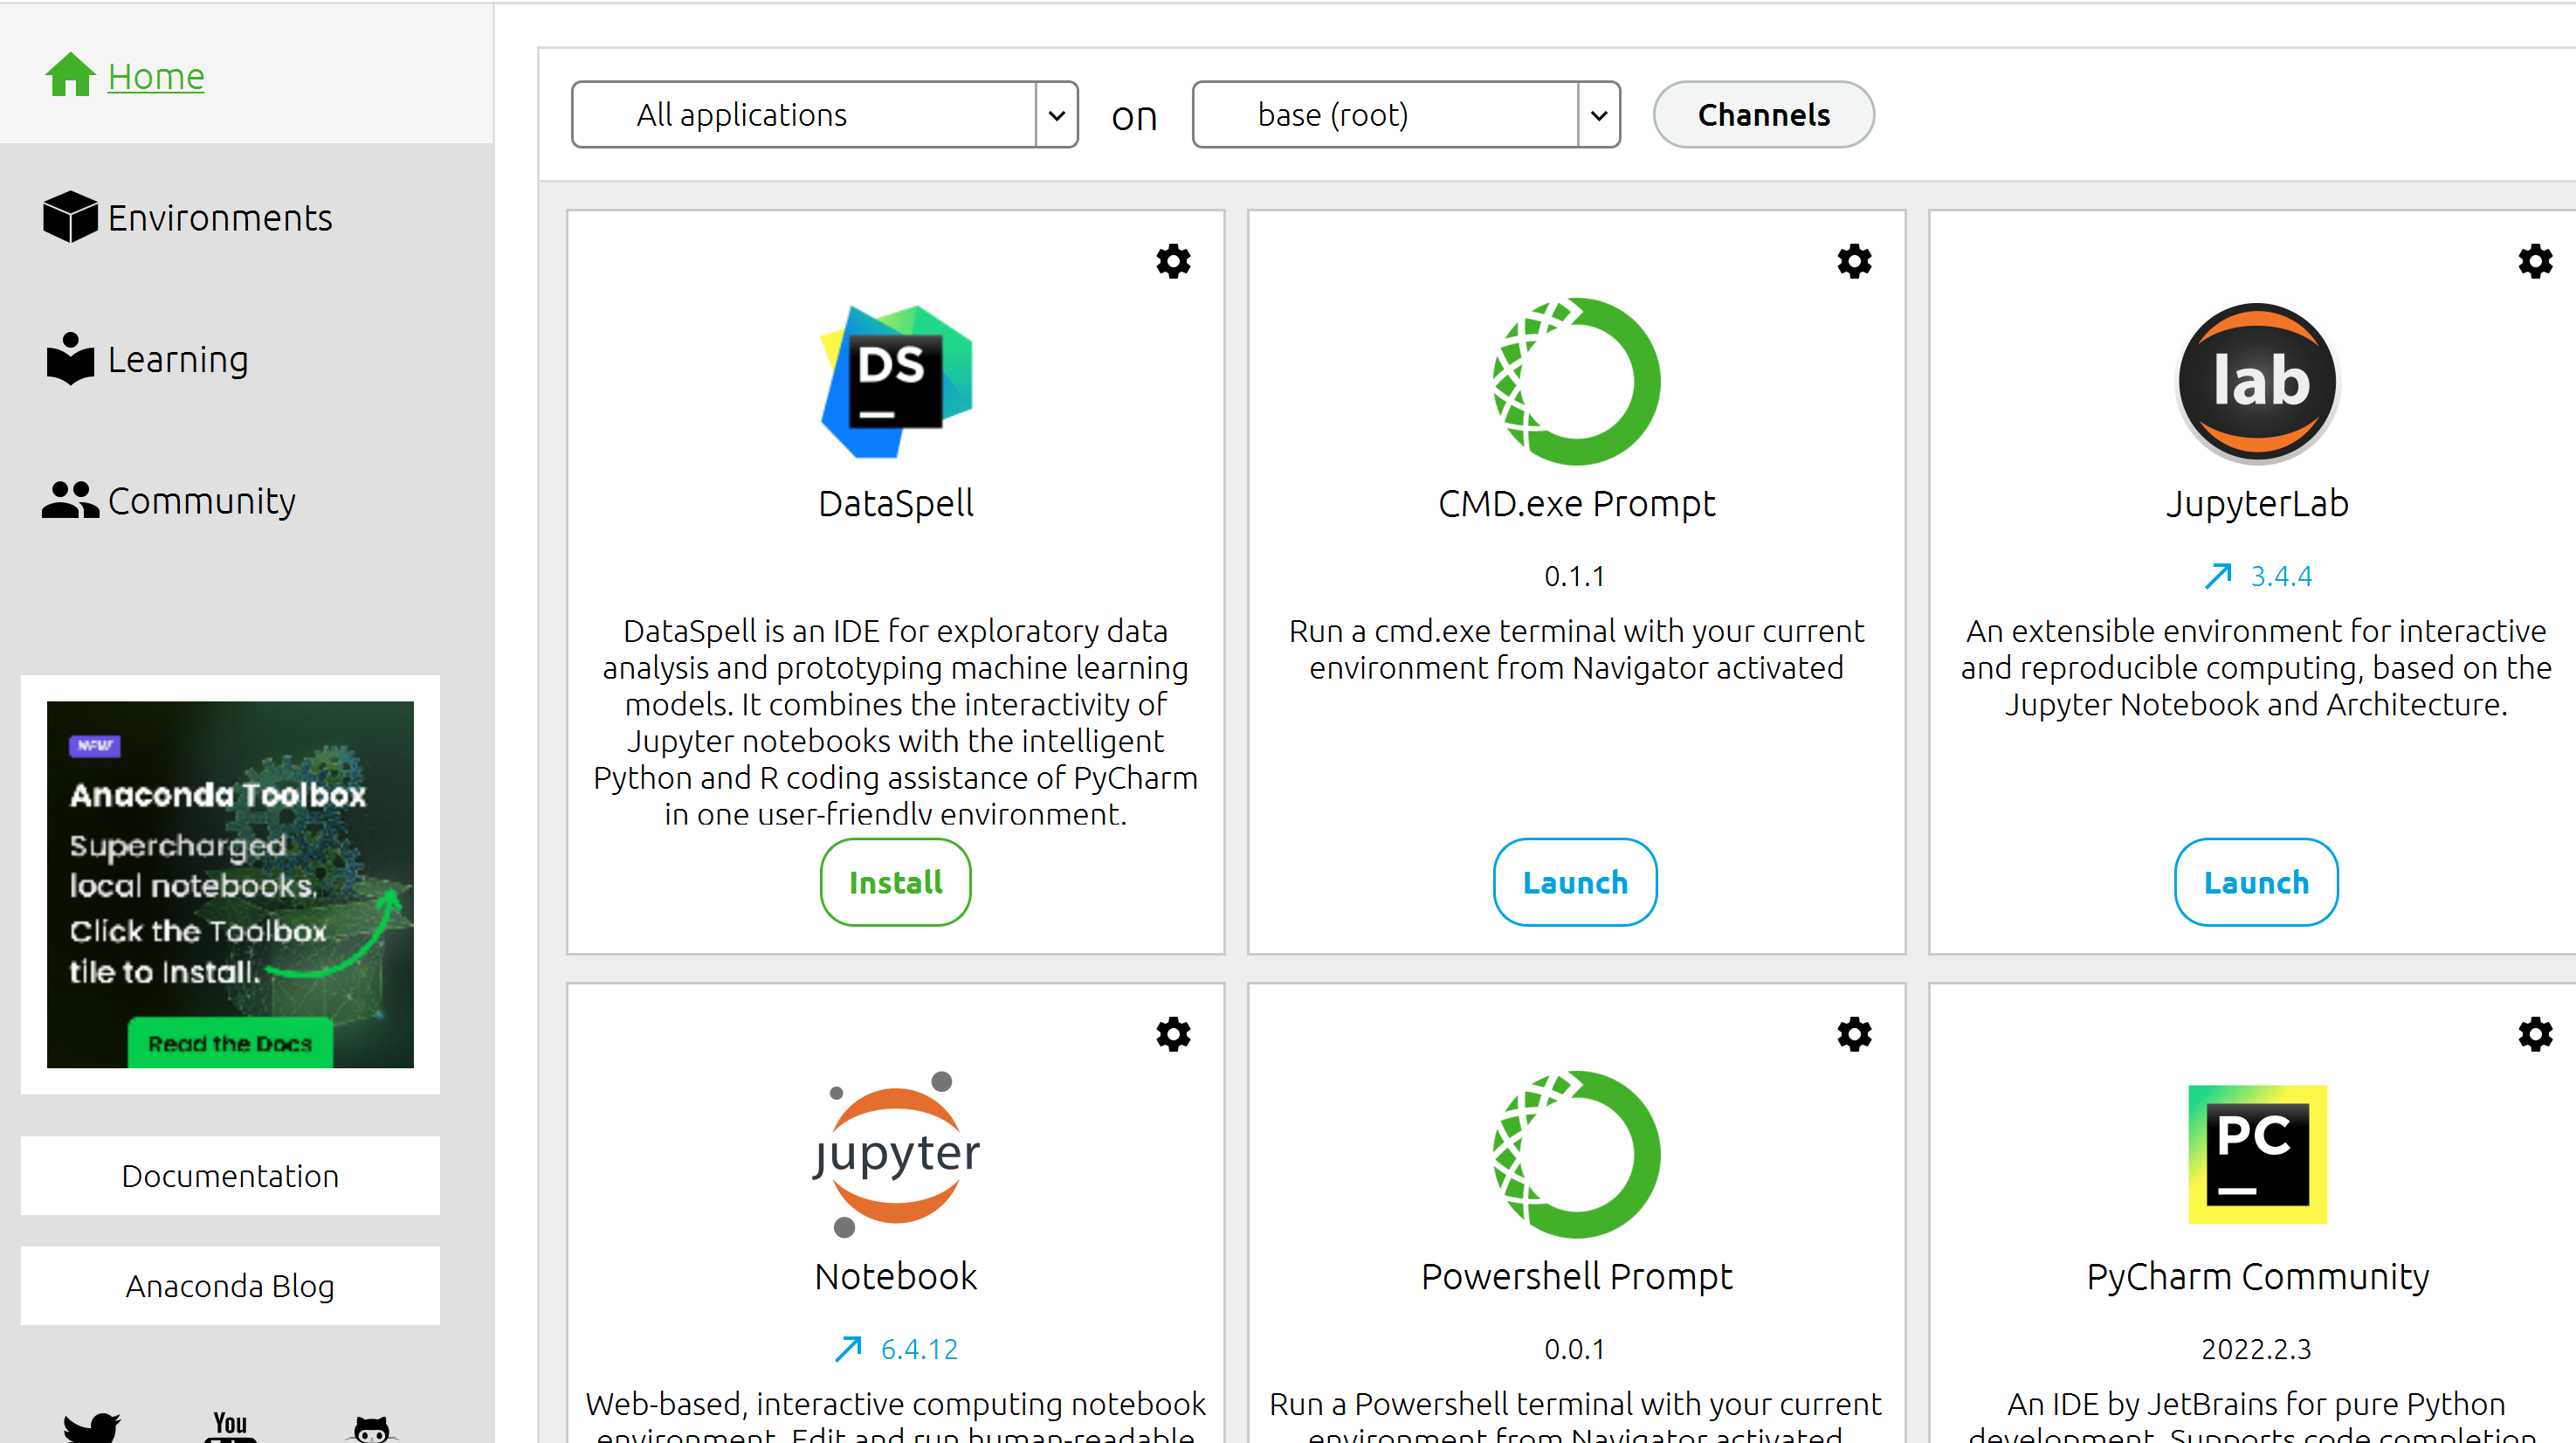 Home
Environments
Learning
Community
NEW
Anaconda Toolbox
Supercharged
local notebooks.
Click the Toolbox
tile to Install.
Read the Docs
Documentation
Anaconda Blog
You
All applications
on
base (root)
Channels
DS
DataSpell
DataSpell is an IDE for exploratory data
analysis and prototyping machine learning
models. It combines the interactivity of
Jupyter notebooks with the intelligent
Python and R coding assistance of PyCharm
in one user-friendly environment.
Install
CMD.exe Prompt
0.1.1
Run a cmd.exe terminal with your current
environment from Navigator activated
Launch
lab
JupyterLab
3.4.4
An extensible environment for interactive
and reproducible computing, based on the
Jupyter Notebook and Architecture.
Launch
jupyter
Notebook
6.4.12
Web-based, interactive computing notebook
environment. Edit and run human-readable
Powershell Prompt
0.0.1
Run a Powershell terminal with your current
environment from Navigator activated
PC
PyCharm Community
2022.2.3
An IDE by JetBrains for pure Python
development. Supports code completion